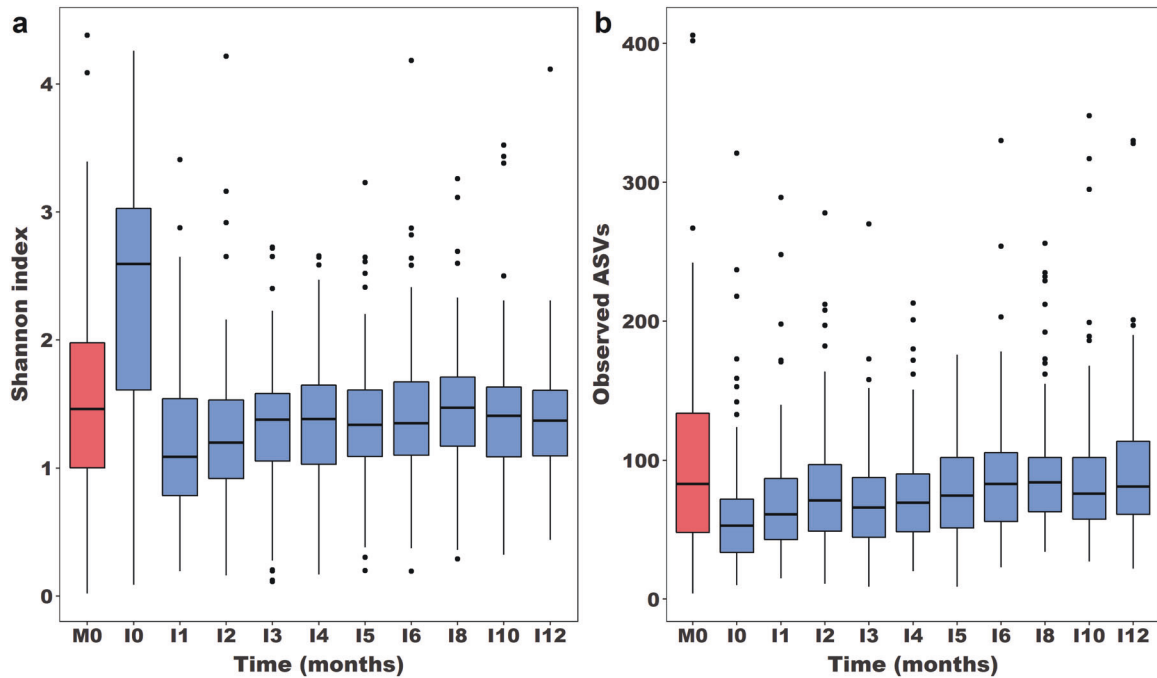 a
Shannon index
4
3
2
1
0
M0 I0 I1 I2 I3 I4 I5 I6 I8 I10 I12
Time (months)
b
Observed ASVs
400
300
200
100
0
M0 I0 I1 I2 I3 I4 I5 I6 I8 I10 I12
Time (months)